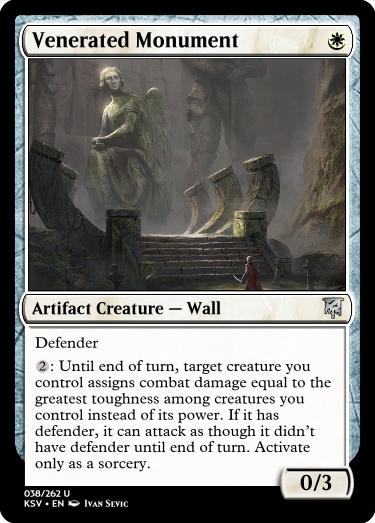 Venerated Monument
Artifact Creature — Wall
Defender
2: Until end of turn, target creature you
control assigns combat damage equal to the
greatest toughness among creatures you
control instead of its power. If it has
defender, it can attack as though it didn't
have defender until end of turn. Activate
only as a sorcery.
0/3
038/262 U
KSV • EN Ivan Sevic